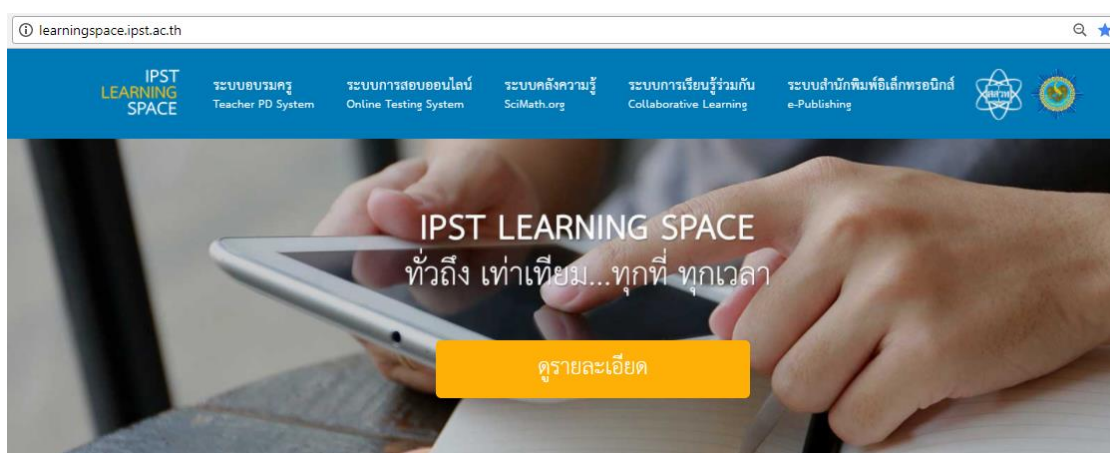 learningspace.ipst.ac.th
IPST
LEARNING
SPACE
ระบบอบรมครู
Teacher PD System
ระบบการสอบออนไลน์
Online Testing System
ระบบคลังความรู้
SciMath.org
ระบบการเรียนรู้ร่วมกัน
Collaborative Learning
ระบบสำนักพิมพ์อิเล็กทรอนิกส์
e-Publishing
สสวท
IPST LEARNING SPACE
ทั่วถึง เท่าเทียม...ทุกที่ ทุกเวลา
ดูรายละเอียด